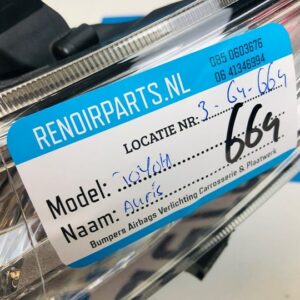 RENOIRPARTS.NL
085 0603676
06 41346994
LOCATIE NR: 3-64-664
664
Model: Toyota
Naam: Auris
Bumpers Airbags Verlichting Carrosserie & Plaatwerk